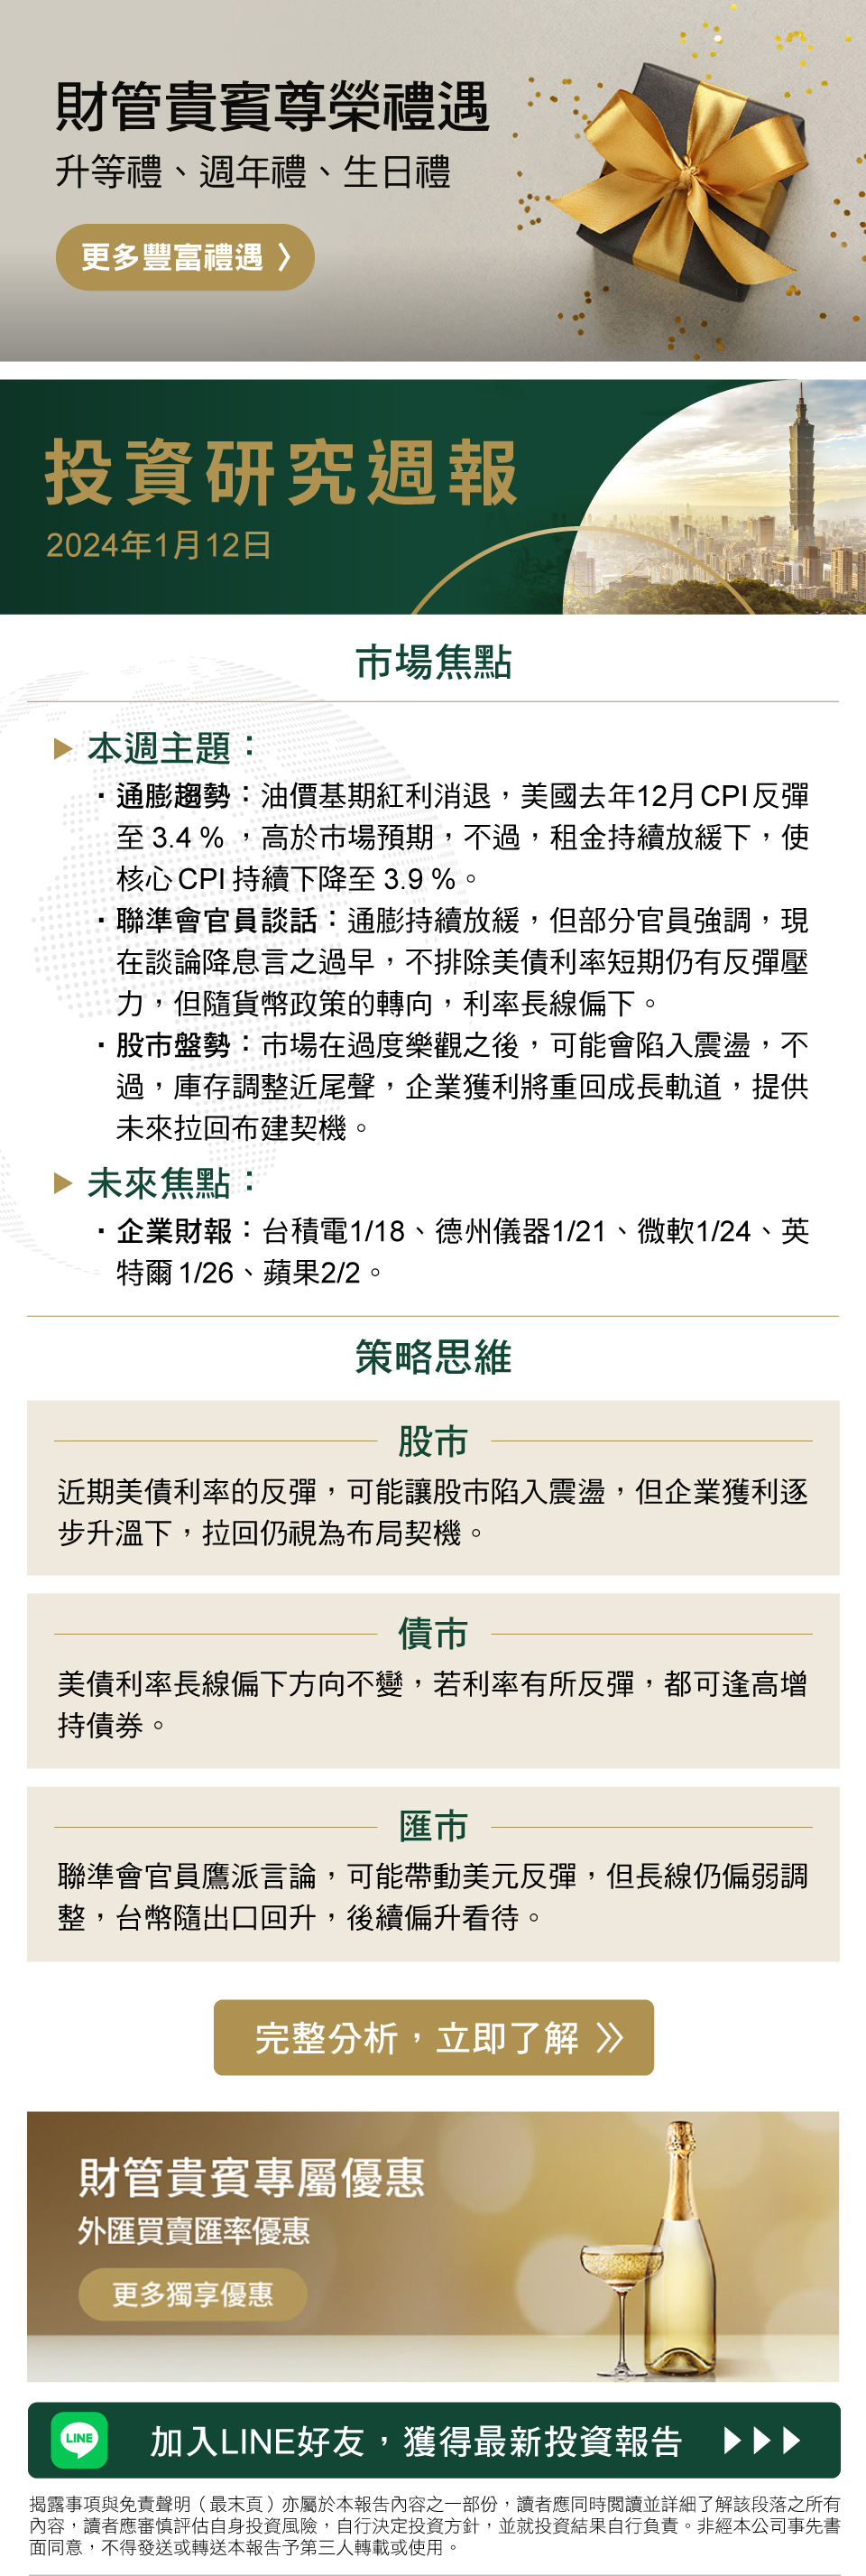 財管貴賓尊榮禮遇
升等禮、週年禮、生日禮
更多豐富禮遇 〉
投資研究週報
2024年1月12日
市場焦點
▶ 本週主題：
・通膨趨勢：油價基期紅利消退，美國去年12月CPI反彈
至 3.4 % ，高於市場預期，不過，租金持續放緩下，使
核心 CPI 持續下降至 3.9 %。
・聯準會官員談話：通膨持續放緩，但部分官員強調，現
在談論降息言之過早，不排除美債利率短期仍有反彈壓
力，但隨貨幣政策的轉向，利率長線偏下。
・股市盤勢：市場在過度樂觀之後，可能會陷入震盪，不
過，庫存調整近尾聲，企業獲利將重回成長軌道，提供
未來拉回布建契機。
▶ 未來焦點：
・企業財報：台積電1/18、德州儀器1/21、微軟1/24、英
特爾 1/26、蘋果2/2。
策略思維
股市
近期美債利率的反彈，可能讓股市陷入震盪，但企業獲利逐
步升溫下，拉回仍視為布局契機。
債市
美債利率長線偏下方向不變，若利率有所反彈，都可逢高增
持債券。
匯市
聯準會官員鷹派言論，可能帶動美元反彈，但長線仍偏弱調
整，台幣隨出口回升，後續偏升看待。
完整分析，立即了解 》
財管貴賓專屬優惠
外匯買賣匯率優惠
更多獨享優惠
LINE
加入LINE好友，獲得最新投資報告 ▶▶▶
揭露事項與免責聲明（最末頁）亦屬於本報告內容之一部份，讀者應同時閱讀並詳細了解該段落之所有
內容，讀者應審慎評估自身投資風險，自行決定投資方針，並就投資結果自行負責。非經本公司事先書
面同意，不得發送或轉送本報告予第三人轉載或使用。